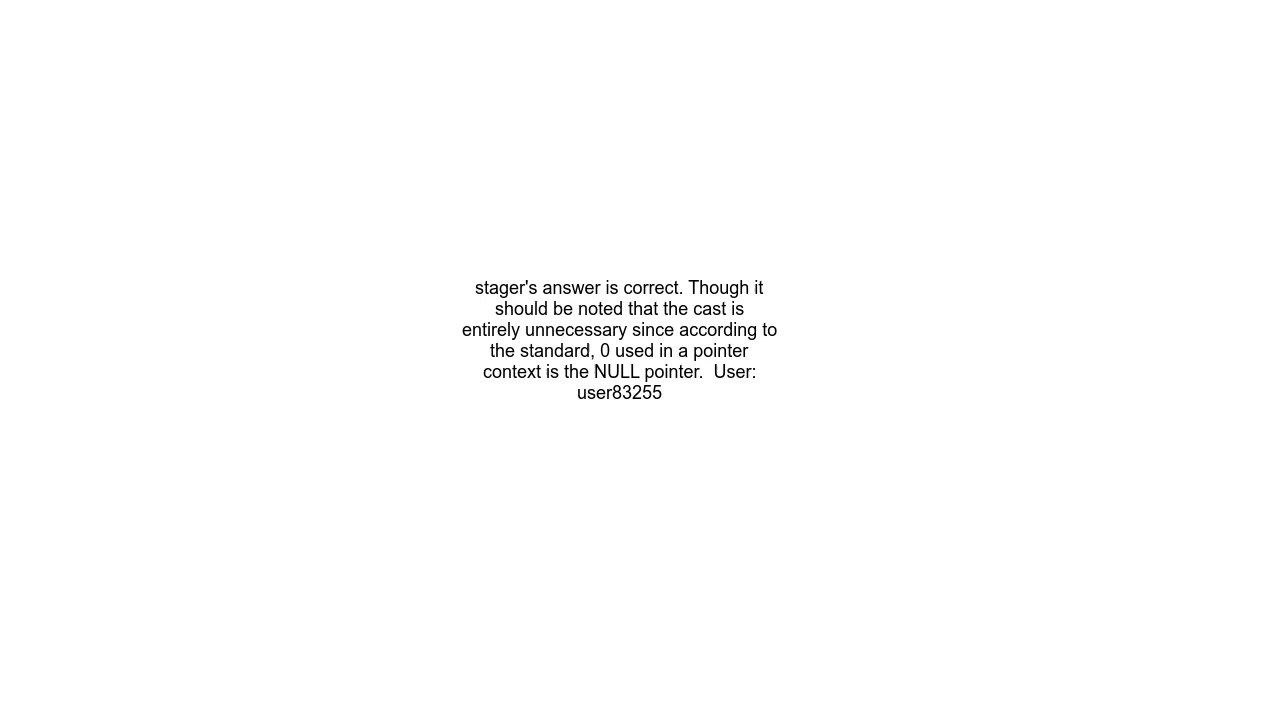 stager's answer is correct. Though it
should be noted that the cast is
entirely unnecessary since according to
the standard, 0 used in a pointer
context is the NULL pointer.  User:
user83255